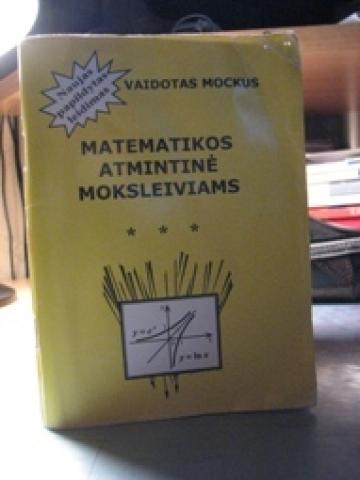 Naujas
papildytas
leidimas
VAIDOTAS MOCKUS
MATEMATIKOS
ATMINTINĖ
MOKSLEIVIAMS
* * *
y=eˣ
y=ln x